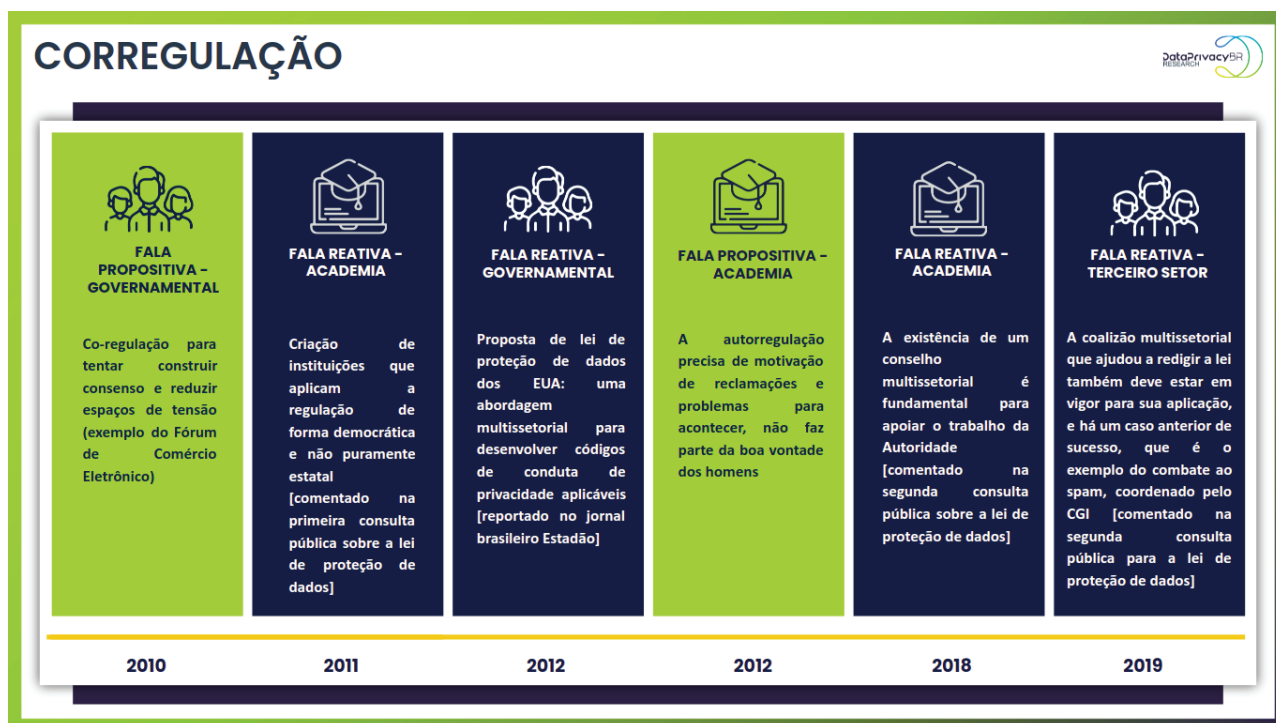 CORREGULAÇÃO
DataPrivacyBR
RESEARCH
FALA
PROPOSITIVA –
GOVERNAMENTAL
Co-regulação para
tentar construir
consenso e reduzir
espaços de tensão
(exemplo do Fórum
de Comércio
Eletrônico)
2010
FALA REATIVA –
ACADEMIA
Criação de
instituições que
aplicam a
regulação de
forma democrática
e não puramente
estatal
[comentado na
primeira consulta
pública sobre a lei
de proteção de
dados]
2011
FALA REATIVA –
GOVERNAMENTAL
Proposta de lei de
proteção de dados
dos EUA: uma
abordagem
multissetorial para
desenvolver códigos
de conduta de
privacidade aplicáveis
[reportado no jornal
brasileiro Estadão]
2012
FALA PROPOSITIVA –
ACADEMIA
A autorregulação
precisa de motivação
de reclamações e
problemas para
acontecer, não faz
parte da boa vontade
dos homens
2012
FALA REATIVA –
ACADEMIA
A existência de um
conselho
multissetorial é
fundamental para
apoiar o trabalho da
Autoridade
[comentado na
segunda consulta
pública sobre a lei de
proteção de dados]
2018
FALA REATIVA –
TERCEIRO SETOR
A coalizão multissetorial
que ajudou a redigir a lei
também deve estar em
vigor para sua aplicação,
e há um caso anterior de
sucesso, que é o
exemplo do combate ao
spam, coordenado pelo
CGI [comentado na
segunda consulta
pública para a lei de
proteção de dados]
2019